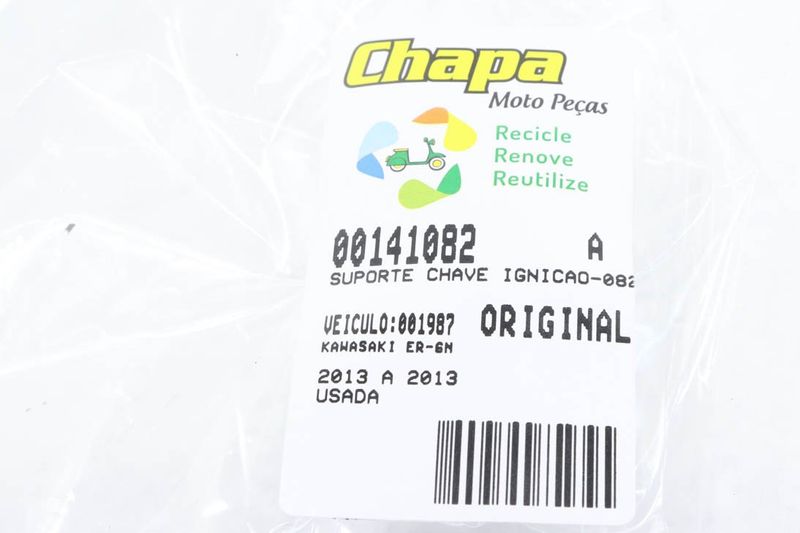 Chapa
Moto Peças
Recicle
Renove
Reutilize
00141082 A
SUPORTE CHAVE IGNICAO-082
VEICULO:001987 ORIGINAL
KAWASAKI ER-6N
2013 A 2013
USADA